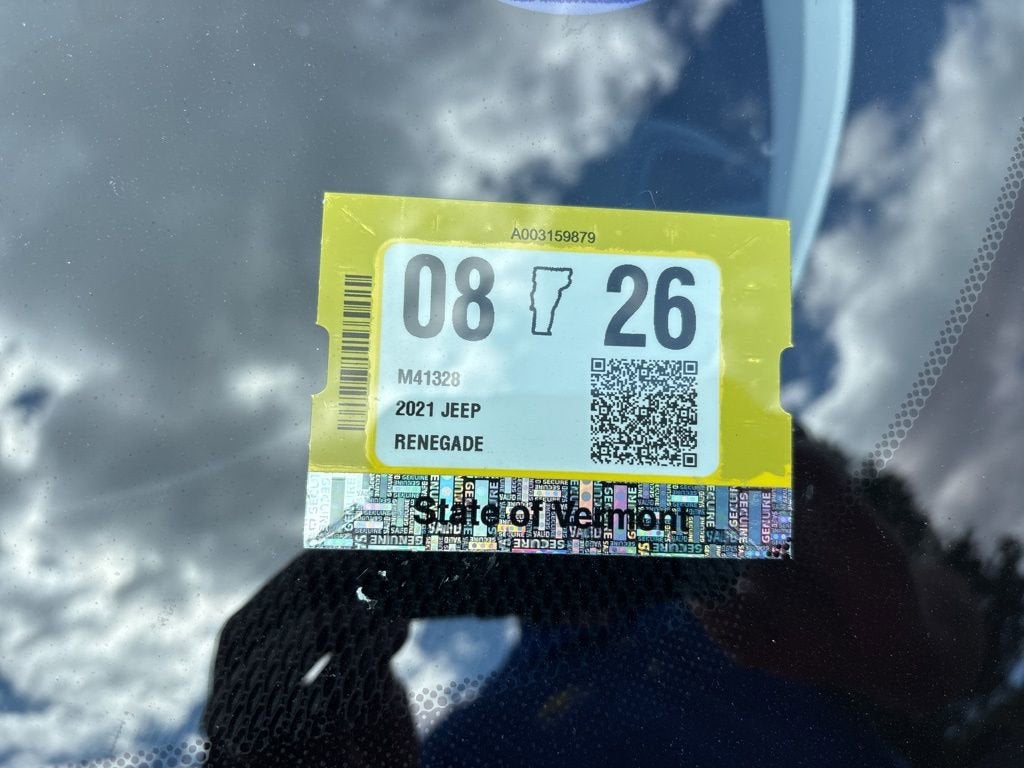 A003159879
08 26
M41328
2021 JEEP
RENEGADE
State of Vermont